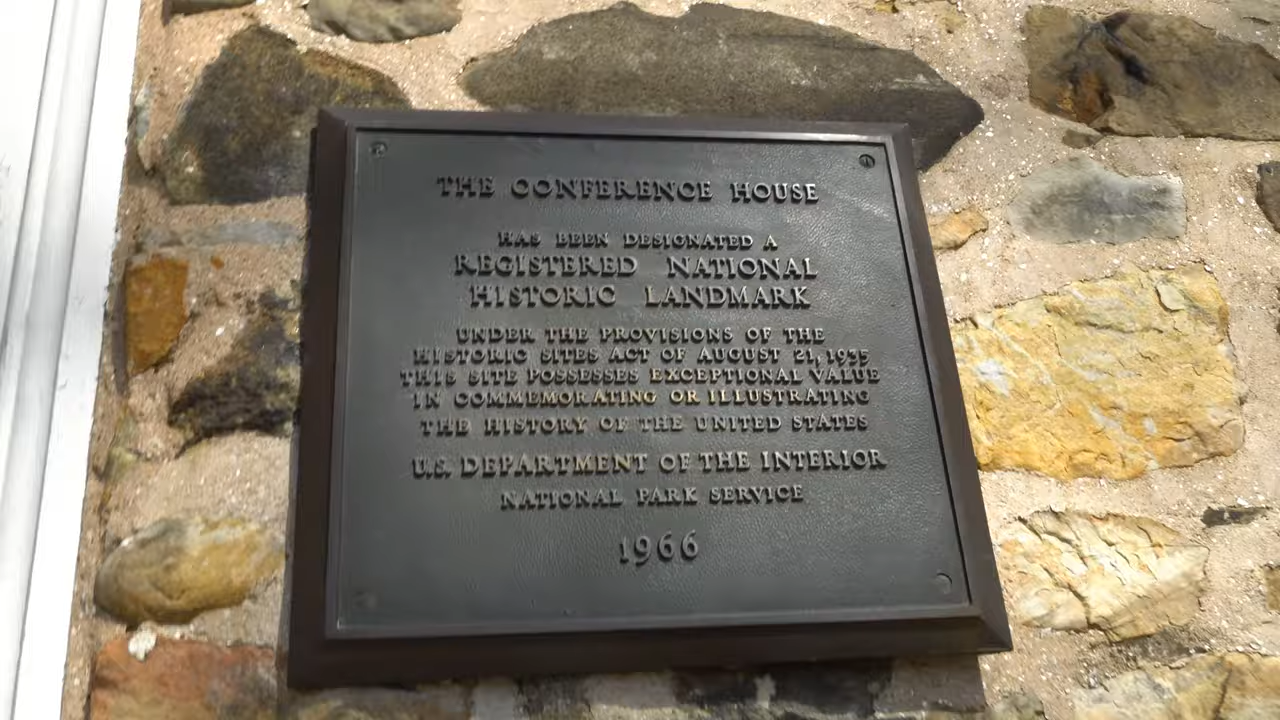 THE CONFERENCE HOUSE
HAS BEEN DESIGNATED A
REGISTERED NATIONAL
HISTORIC LANDMARK
UNDER THE PROVISIONS OF THE
HISTORIC SITES ACT OF AUGUST 21, 1935
THIS SITE POSSESSES EXCEPTIONAL VALUE
IN COMMEMORATING OR ILLUSTRATING
THE HISTORY OF THE UNITED STATES
U.S. DEPARTMENT OF THE INTERIOR
NATIONAL PARK SERVICE
1966